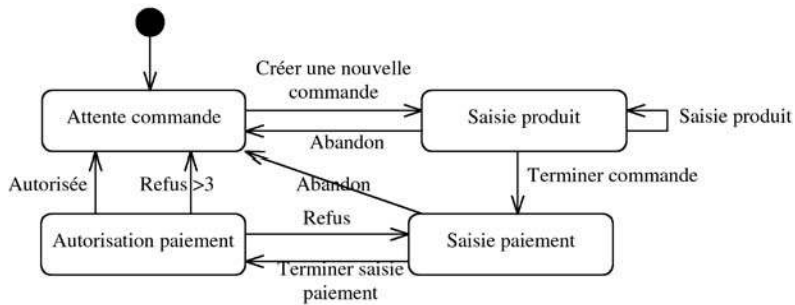 Créer une nouvelle
commande
Attente commande
Saisie produit
Saisie produit
Abandon
Autorisée
Refus >3
Abandon
Terminer commande
Autorisation paiement
Refus
Saisie paiement
Terminer saisie
paiement